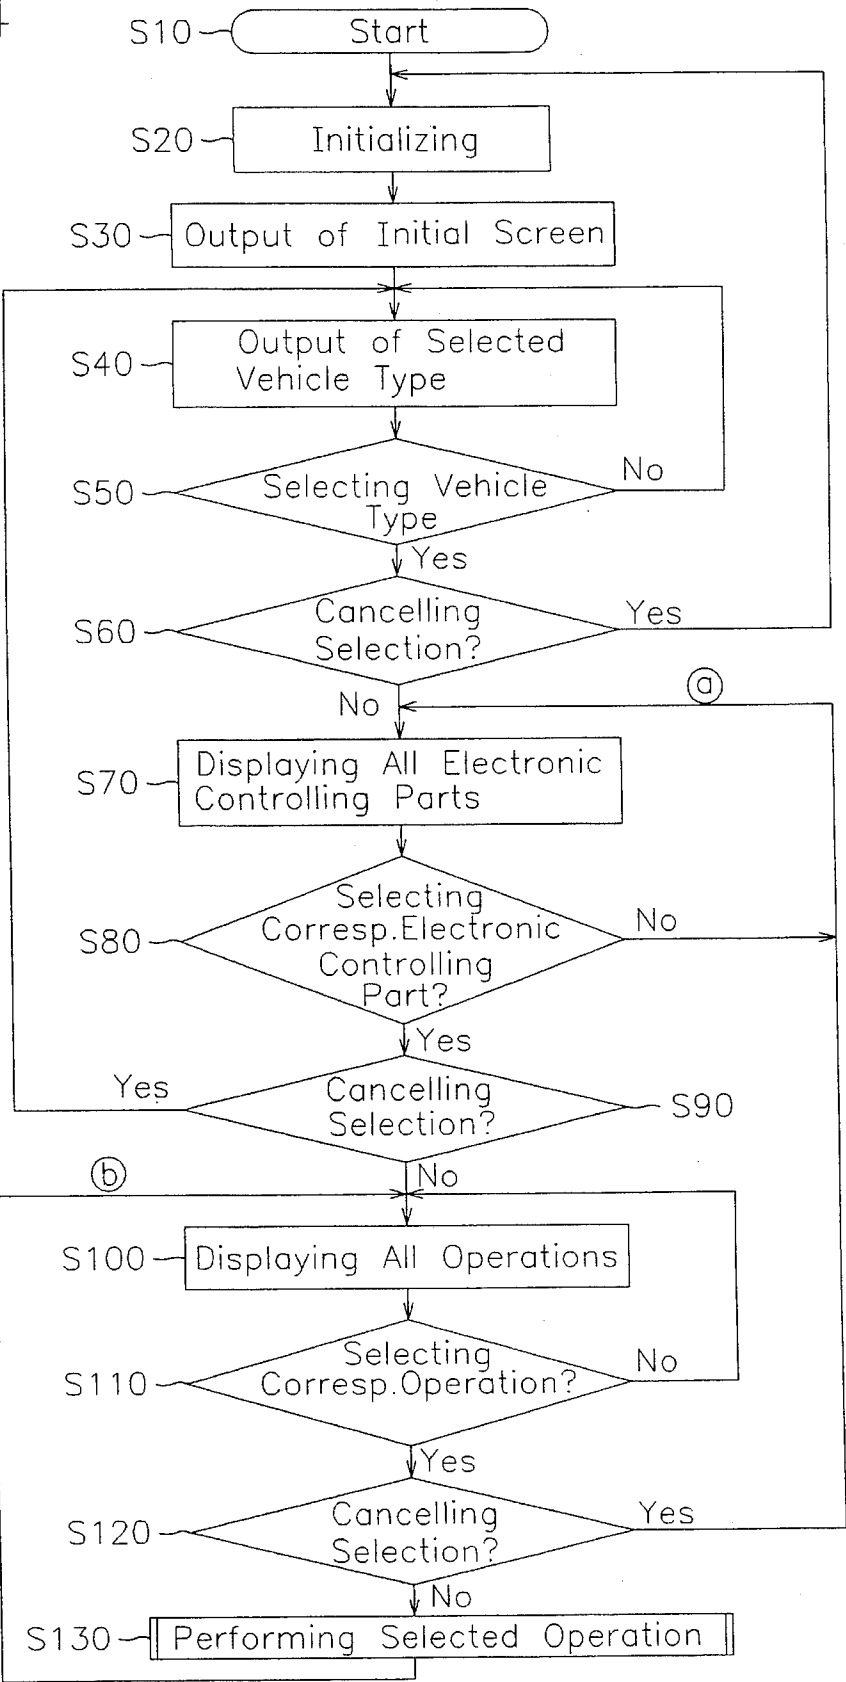 S10 Start
S20 Initializing
S30 Output of Initial Screen
S40 Output of Selected
Vehicle Type
No
S50 Selecting Vehicle
Type
Yes
Cancelling Yes
S60 Selection?
ⓐ
No
S70 Displaying All Electronic
Controlling Parts
Selecting
S80 Corresp.Electronic No
Controlling
Part?
Yes
Yes Cancelling
Selection? S90
ⓑ No
S100 Displaying All Operations
Selecting No
S110 Corresp.Operation?
Yes
Cancelling Yes
S120 Selection?
No
S130 Performing Selected Operation